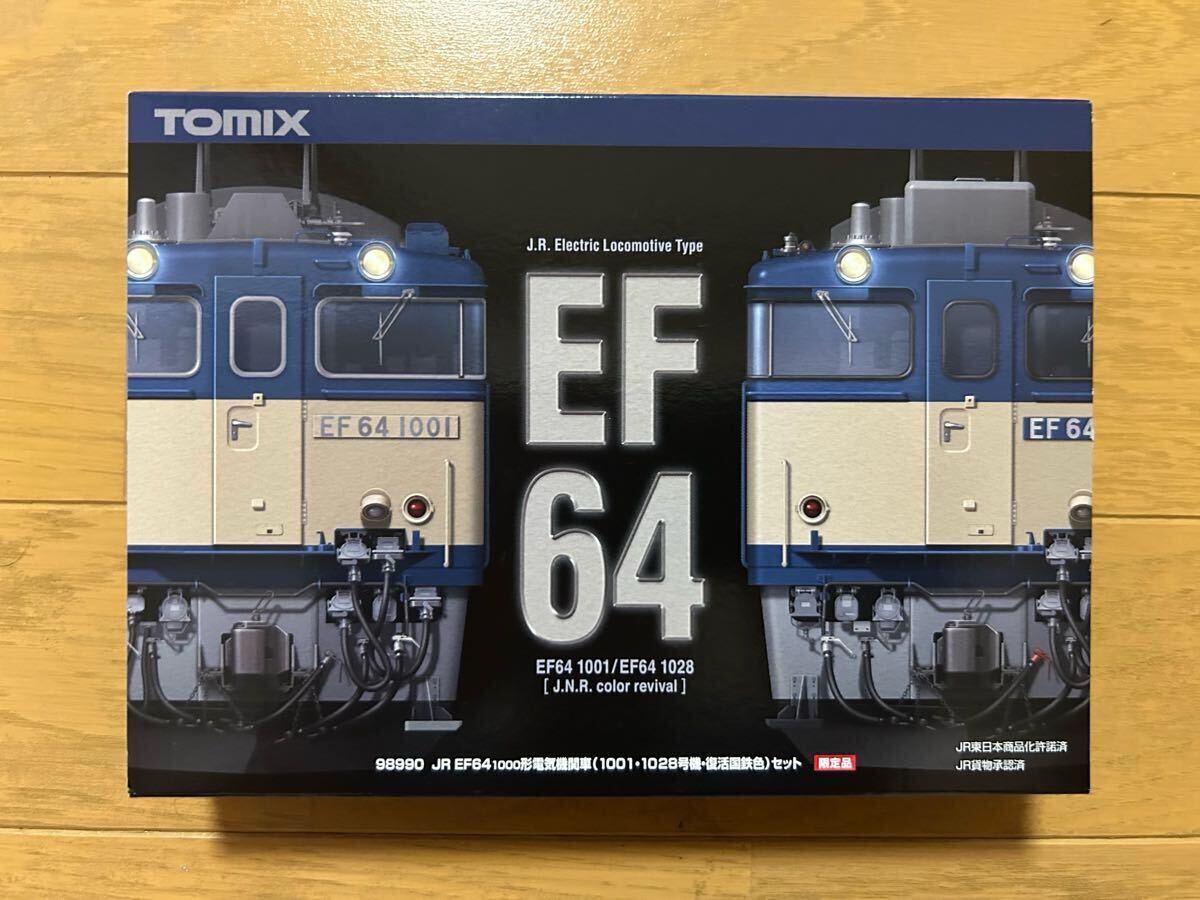 TOMIX
J.R. Electric Locomotive Type
EF
64
EF64 1001/EF64 1028
[ J.N.R. color revival ]
EF 64 1001
EF 64
98990 JR EF641000形電気機関車(1001・1028号機・復活国鉄色)セット 限定品
JR東日本商品化許諾済
JR貨物承認済